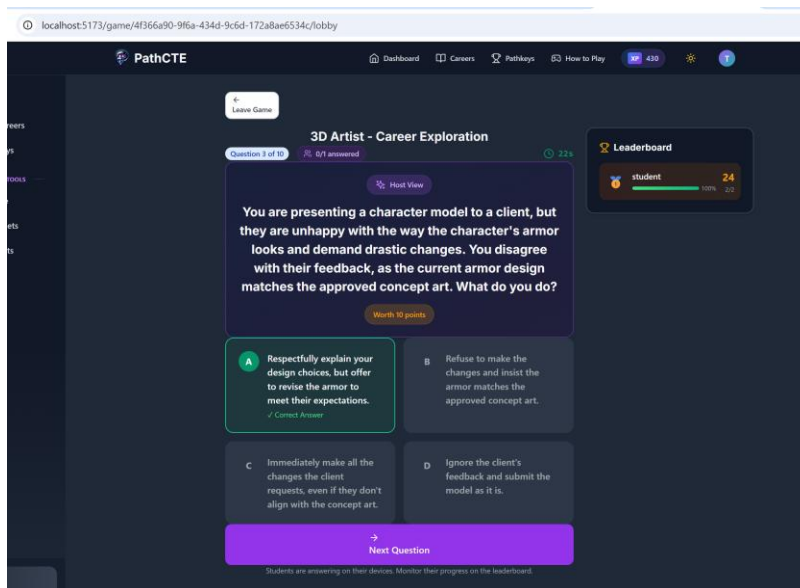 localhost:5173/game/4f366a90-9f6a-434d-9c6d-172a8ae6534c/lobby
PathCTE
Dashboard
Careers
Pathkeys
How to Play
XP 430
T
reers
ys
TOOLS
ets
ts
←
Leave Game
3D Artist - Career Exploration
Question 3 of 10
0/1 answered
22s
Host View
You are presenting a character model to a client, but
they are unhappy with the way the character's armor
looks and demand drastic changes. You disagree
with their feedback, as the current armor design
matches the approved concept art. What do you do?
Worth 10 points
A
Respectfully explain your
design choices, but offer
to revise the armor to
meet their expectations.
✓ Correct Answer
B
Refuse to make the
changes and insist the
armor matches the
approved concept art.
C
Immediately make all the
changes the client
requests, even if they don't
align with the concept art.
D
Ignore the client's
feedback and submit the
model as it is.
→
Next Question
Students are answering on their devices. Monitor their progress on the leaderboard.
Leaderboard
student
24
100%
2/2